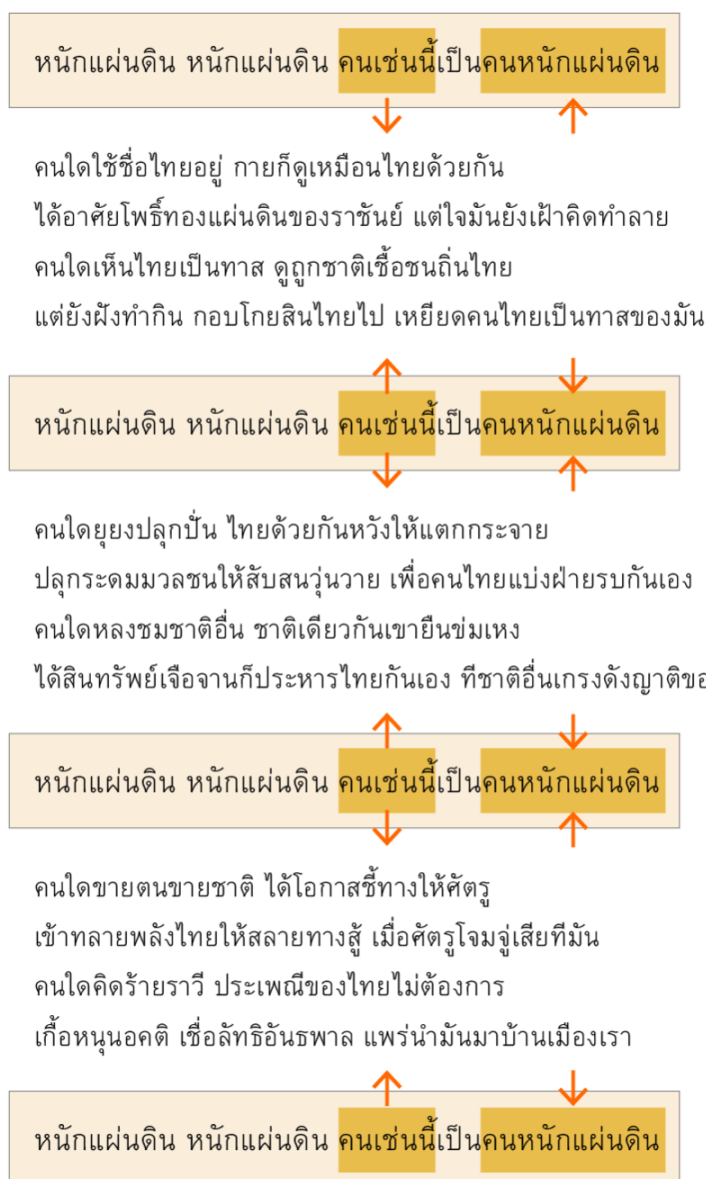 หนักแผ่นดิน หนักแผ่นดิน คนเช่นนี้เป็นคนหนักแผ่นดิน
คนใดใช้ชื่อไทยอยู่ กายก็ดูเหมือนไทยด้วยกัน
ได้อาศัยโพธิ์ทองแผ่นดินของราชันย์ แต่ใจมันยังเฝ้าคิดทำลาย
คนใดเห็นไทยเป็นทาส ดูถูกชาติเชื้อชนถิ่นไทย
แต่ยังฝังทำกิน กอบโกยสินไทยไป เหยียดคนไทยเป็นทาสของมัน
หนักแผ่นดิน หนักแผ่นดิน คนเช่นนี้เป็นคนหนักแผ่นดิน
คนใดยุยงปลุกปั่น ไทยด้วยกันหวังให้แตกกระจาย
ปลุกระดมมวลชนให้สับสนวุ่นวาย เพื่อคนไทยแบ่งฝ่ายรบกันเอง
คนใดหลงชมชาติอื่น ชาติเดียวกันเขายืนข่มเหง
ได้สินทรัพย์เจือจานก็ประหารไทยกันเอง ทีชาติอื่นเกรงดังญาติ
หนักแผ่นดิน หนักแผ่นดิน คนเช่นนี้เป็นคนหนักแผ่นดิน
คนใดขายตนขายชาติ ได้โอกาสชี้ทางให้ศัตรู
เข้าทลายพลังไทยให้สลายทางสู้ เมื่อศัตรูโจมจู่เสียทีมัน
คนใดคิดร้ายราวี ประเพณีของไทยไม่ต้องการ
เกื้อหนุนอคติ เชื่อลัทธิอันธพาล แพร่นำมันมาบ้านเมืองเรา
หนักแผ่นดิน หนักแผ่นดิน คนเช่นนี้เป็นคนหนักแผ่นดิน